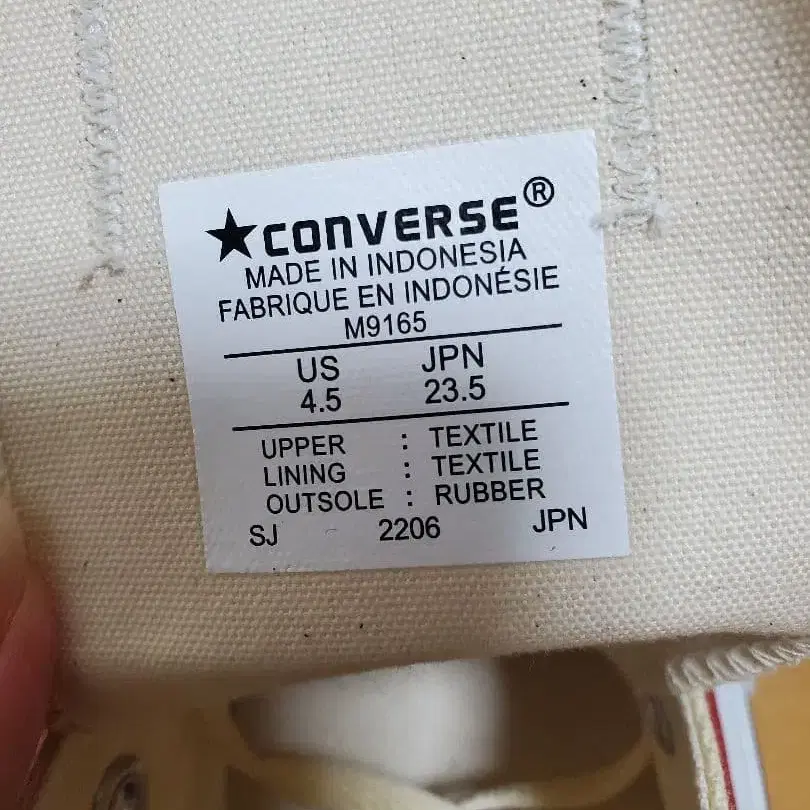 ★CONVERSE®
MADE IN INDONESIA
FABRIQUE EN INDONÉSIE
M9165
US JPN
4.5 23.5
UPPER : TEXTILE
LINING : TEXTILE
OUTSOLE : RUBBER
SJ 2206 JPN